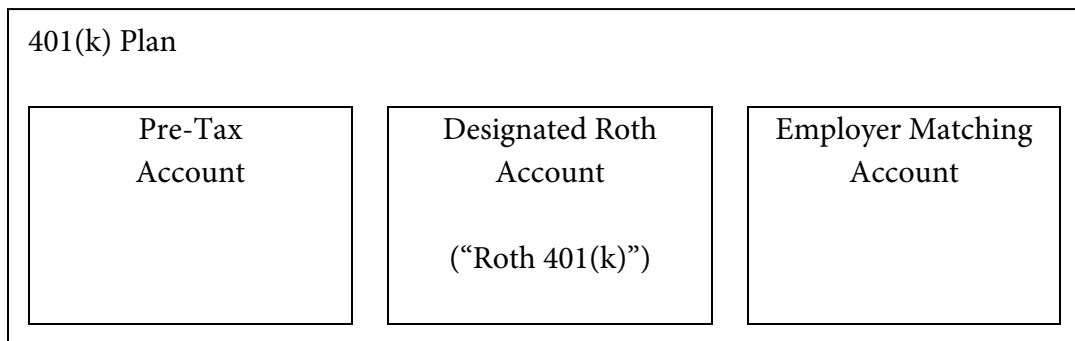 401(k) Plan
Pre-Tax
Account
Designated Roth
Account
(“Roth 401(k)”)
Employer Matching
Account